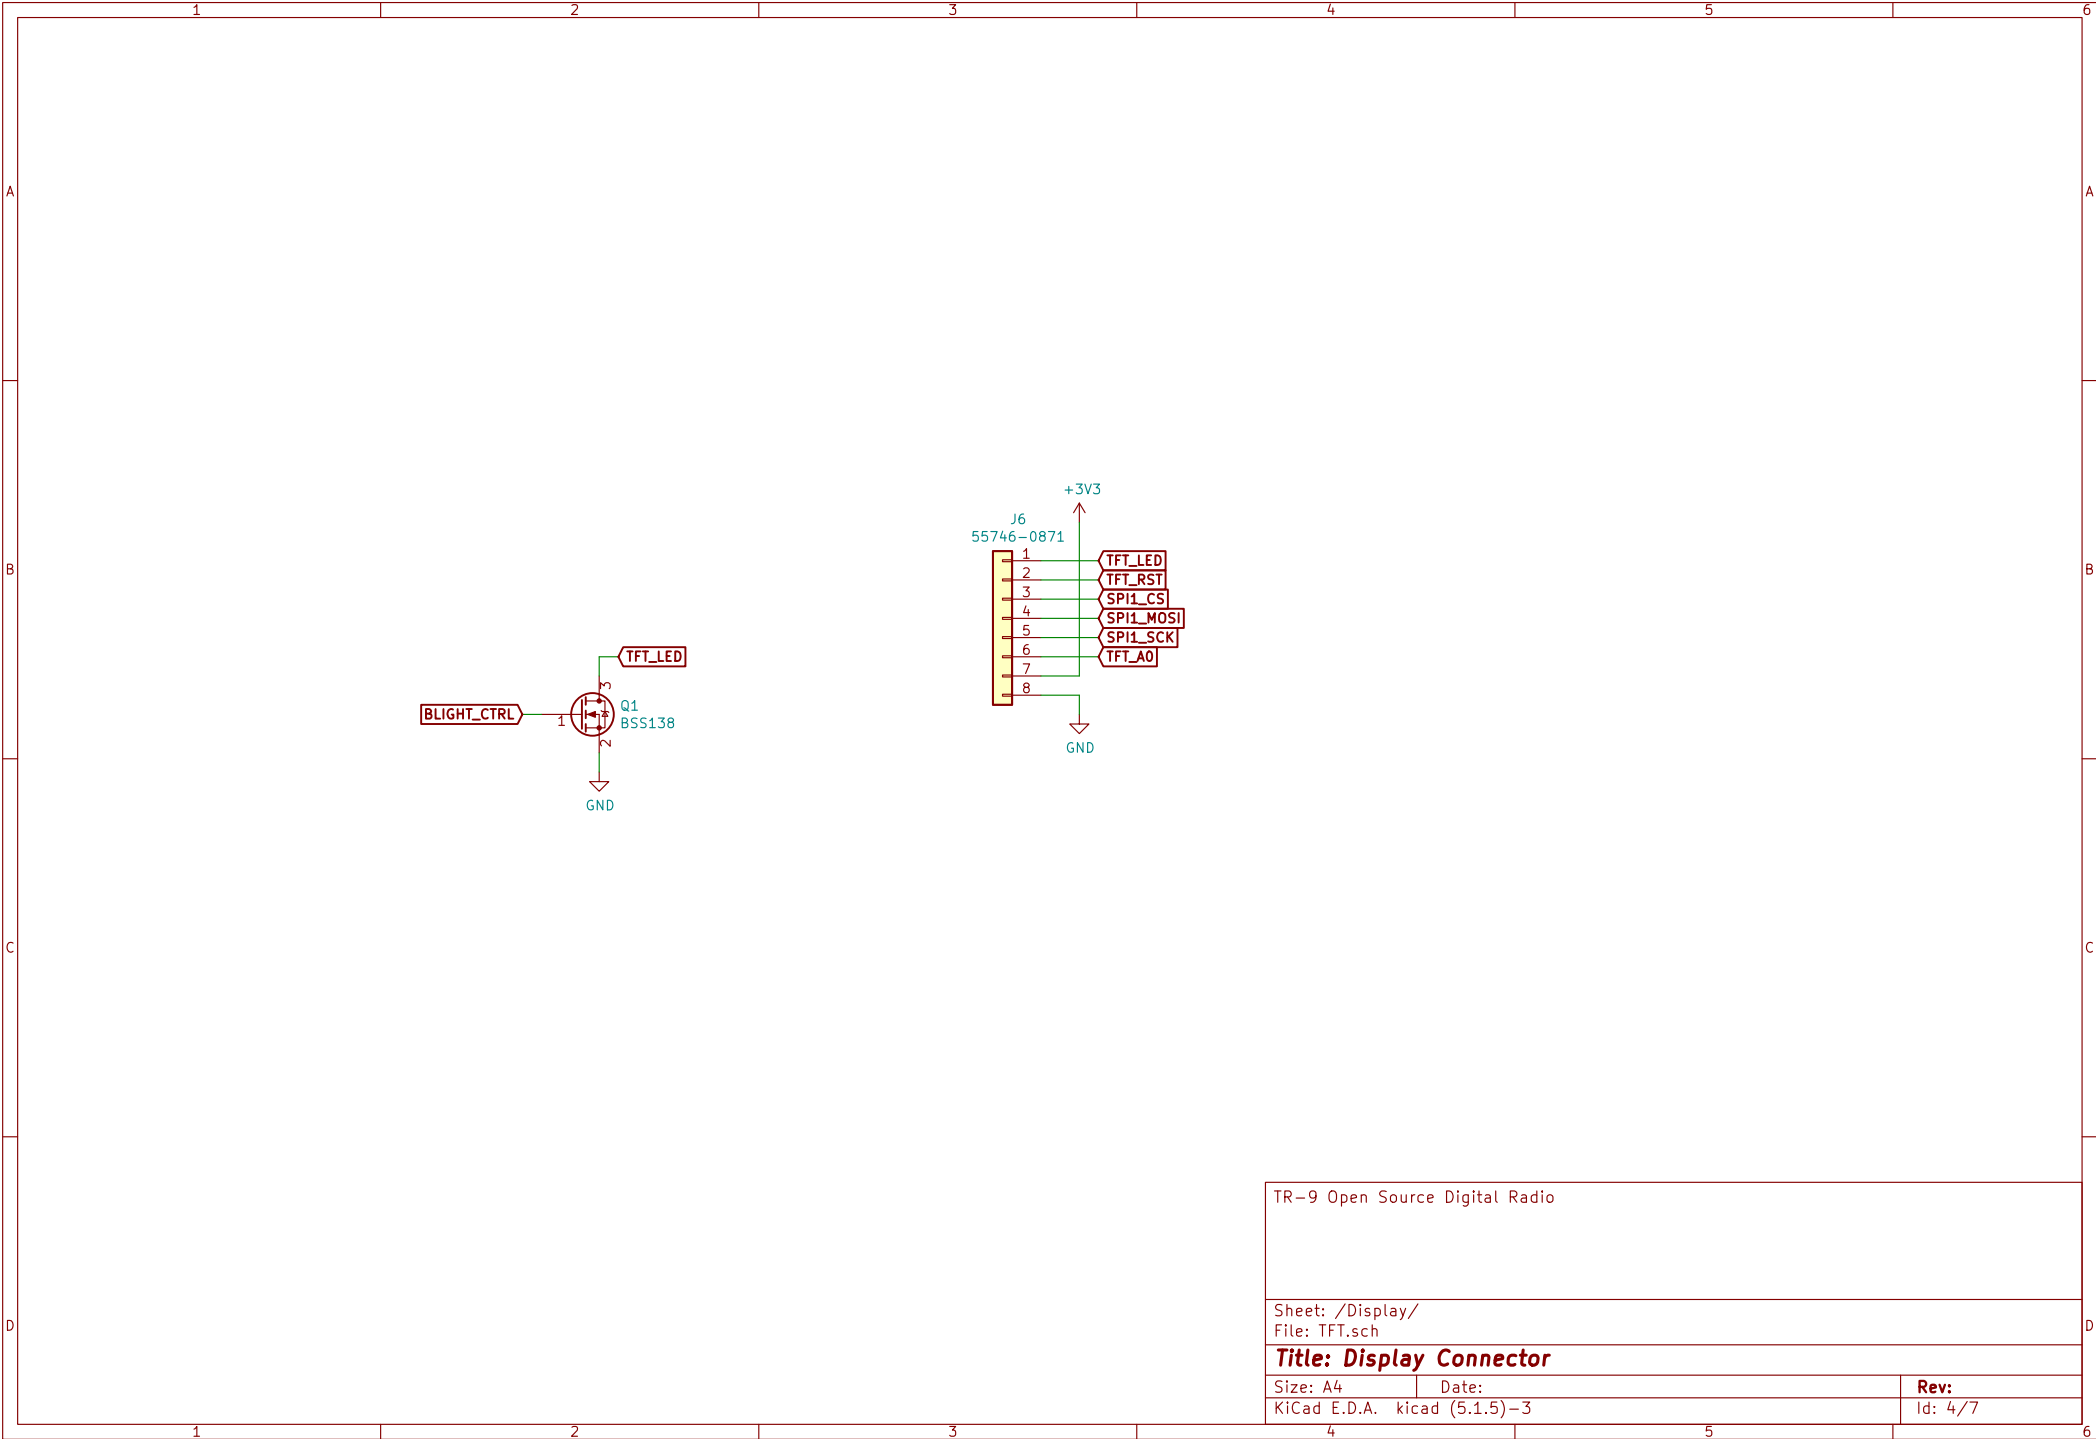 1 2 3 4 5 6
A A
+3V3
J6
55746-0871
B B
1 TFT_LED
2 TFT_RST
3 SPI1_CS
4 SPI1_MOSI
5 SPI1_SCK
6 TFT_A0
7
8
GND
TFT_LED
3
Q1
BLIGHT_CTRL
1
BSS138
2
GND
C C
TR-9 Open Source Digital Radio
Sheet: /Display/
File: TFT.sch
D D
Title: Display Connector
Size: A4 Date: Rev:
KiCad E.D.A. kicad (5.1.5)-3 Id: 4/7
1 2 3 4 5 6